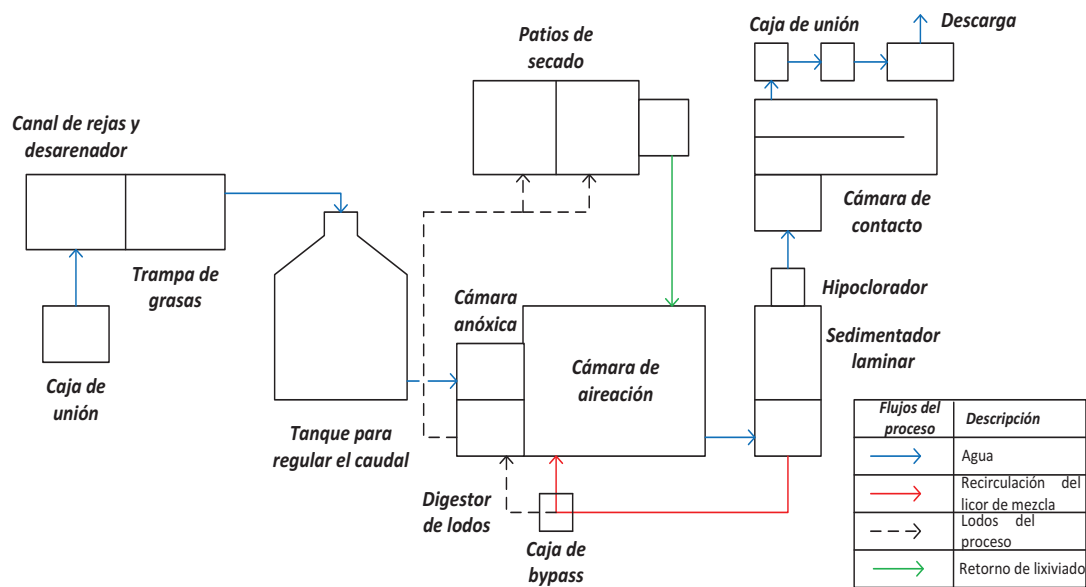 Caja de unión
Descarga
Patios de
secado
Canal de rejas y
desarenador
Cámara de
contacto
Trampa de
grasas
Hipoclorador
Cámara
anóxica
Sedimentador
laminar
Cámara de
aireación
Caja de
unión
Tanque para
regular el caudal
Digestor
de lodos
Caja de
bypass
Flujos del
proceso
Descripción
Agua
Recirculación del
licor de mezcla
Lodos del
proceso
Retorno de lixiviado